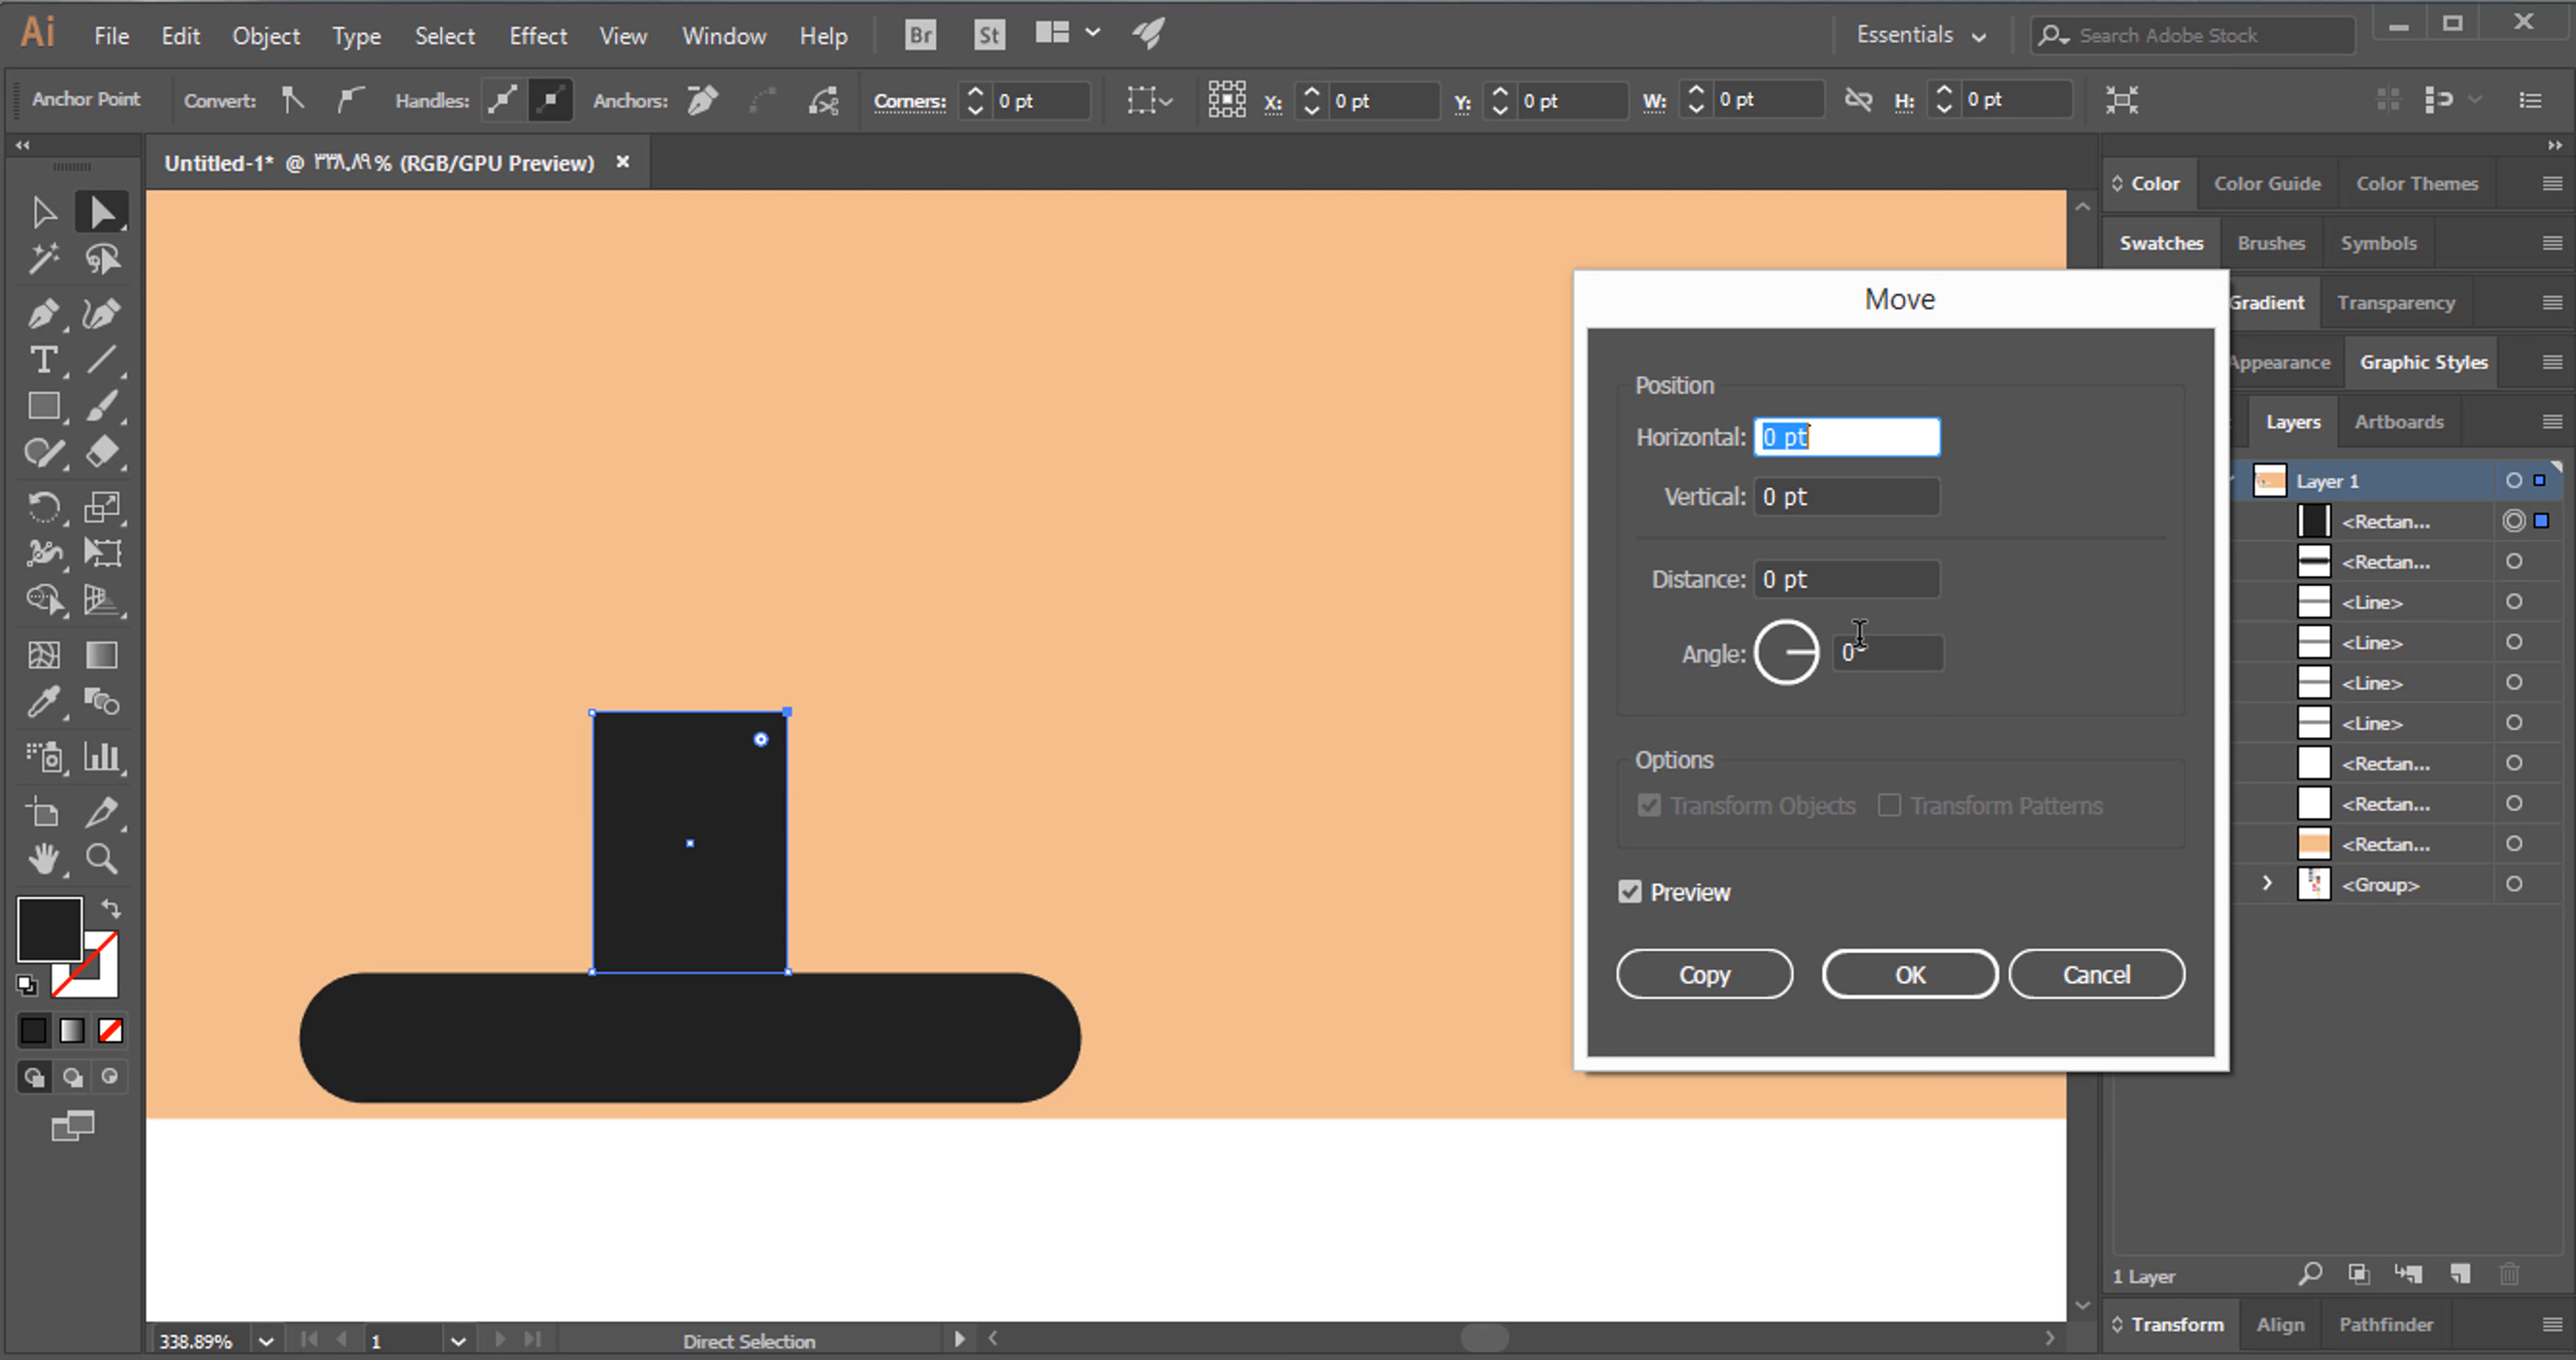 Ai File Edit Object Type Select Effect View Window Help Br St Essentials Search Adobe Stock
Anchor Point Convert: Handles: Anchors: Corners: 0 pt X: 0 pt Y: 0 pt W: 0 pt H: 0 pt
Untitled-1* @ ٣٣٨.٨٩% (RGB/GPU Preview)
Color Color Guide Color Themes
Swatches Brushes Symbols
Gradient Transparency
Appearance Graphic Styles
Layers Artboards
Layer 1
<Rectan...
<Rectan...
<Line>
<Line>
<Line>
<Line>
<Rectan...
<Rectan...
<Rectan...
<Group>
1 Layer
Transform Align Pathfinder
Move
Position
Horizontal: 0 pt
Vertical: 0 pt
Distance: 0 pt
Angle: 0°
Options
Transform Objects Transform Patterns
Preview
Copy OK Cancel
T
338.89% 1 Direct Selection